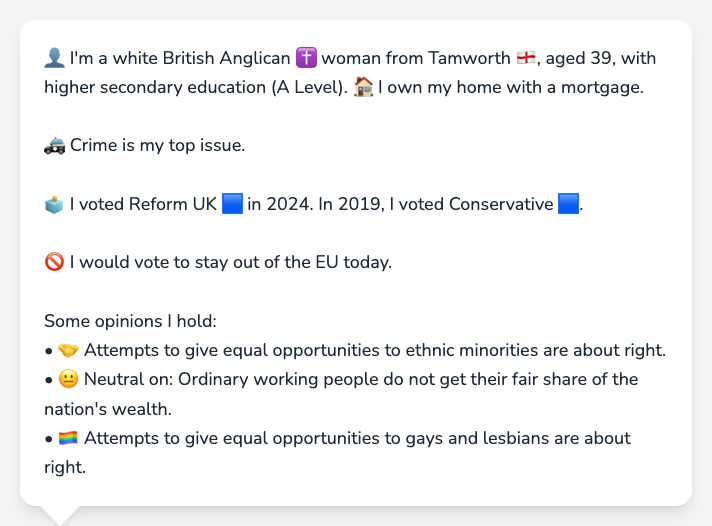 👤 I'm a white British Anglican ✝️ woman from Tamworth 🏴󠁧󠁢󠁥󠁮󠁧󠁿, aged 39, with
higher secondary education (A Level). 🏠 I own my home with a mortgage.
🚓 Crime is my top issue.
🗳️ I voted Reform UK 🟦 in 2024. In 2019, I voted Conservative 🟦.
🚫 I would vote to stay out of the EU today.
Some opinions I hold:
• 🤝 Attempts to give equal opportunities to ethnic minorities are about right.
• 😐 Neutral on: Ordinary working people do not get their fair share of the
nation's wealth.
• 🏳️‍🌈 Attempts to give equal opportunities to gays and lesbians are about
right.